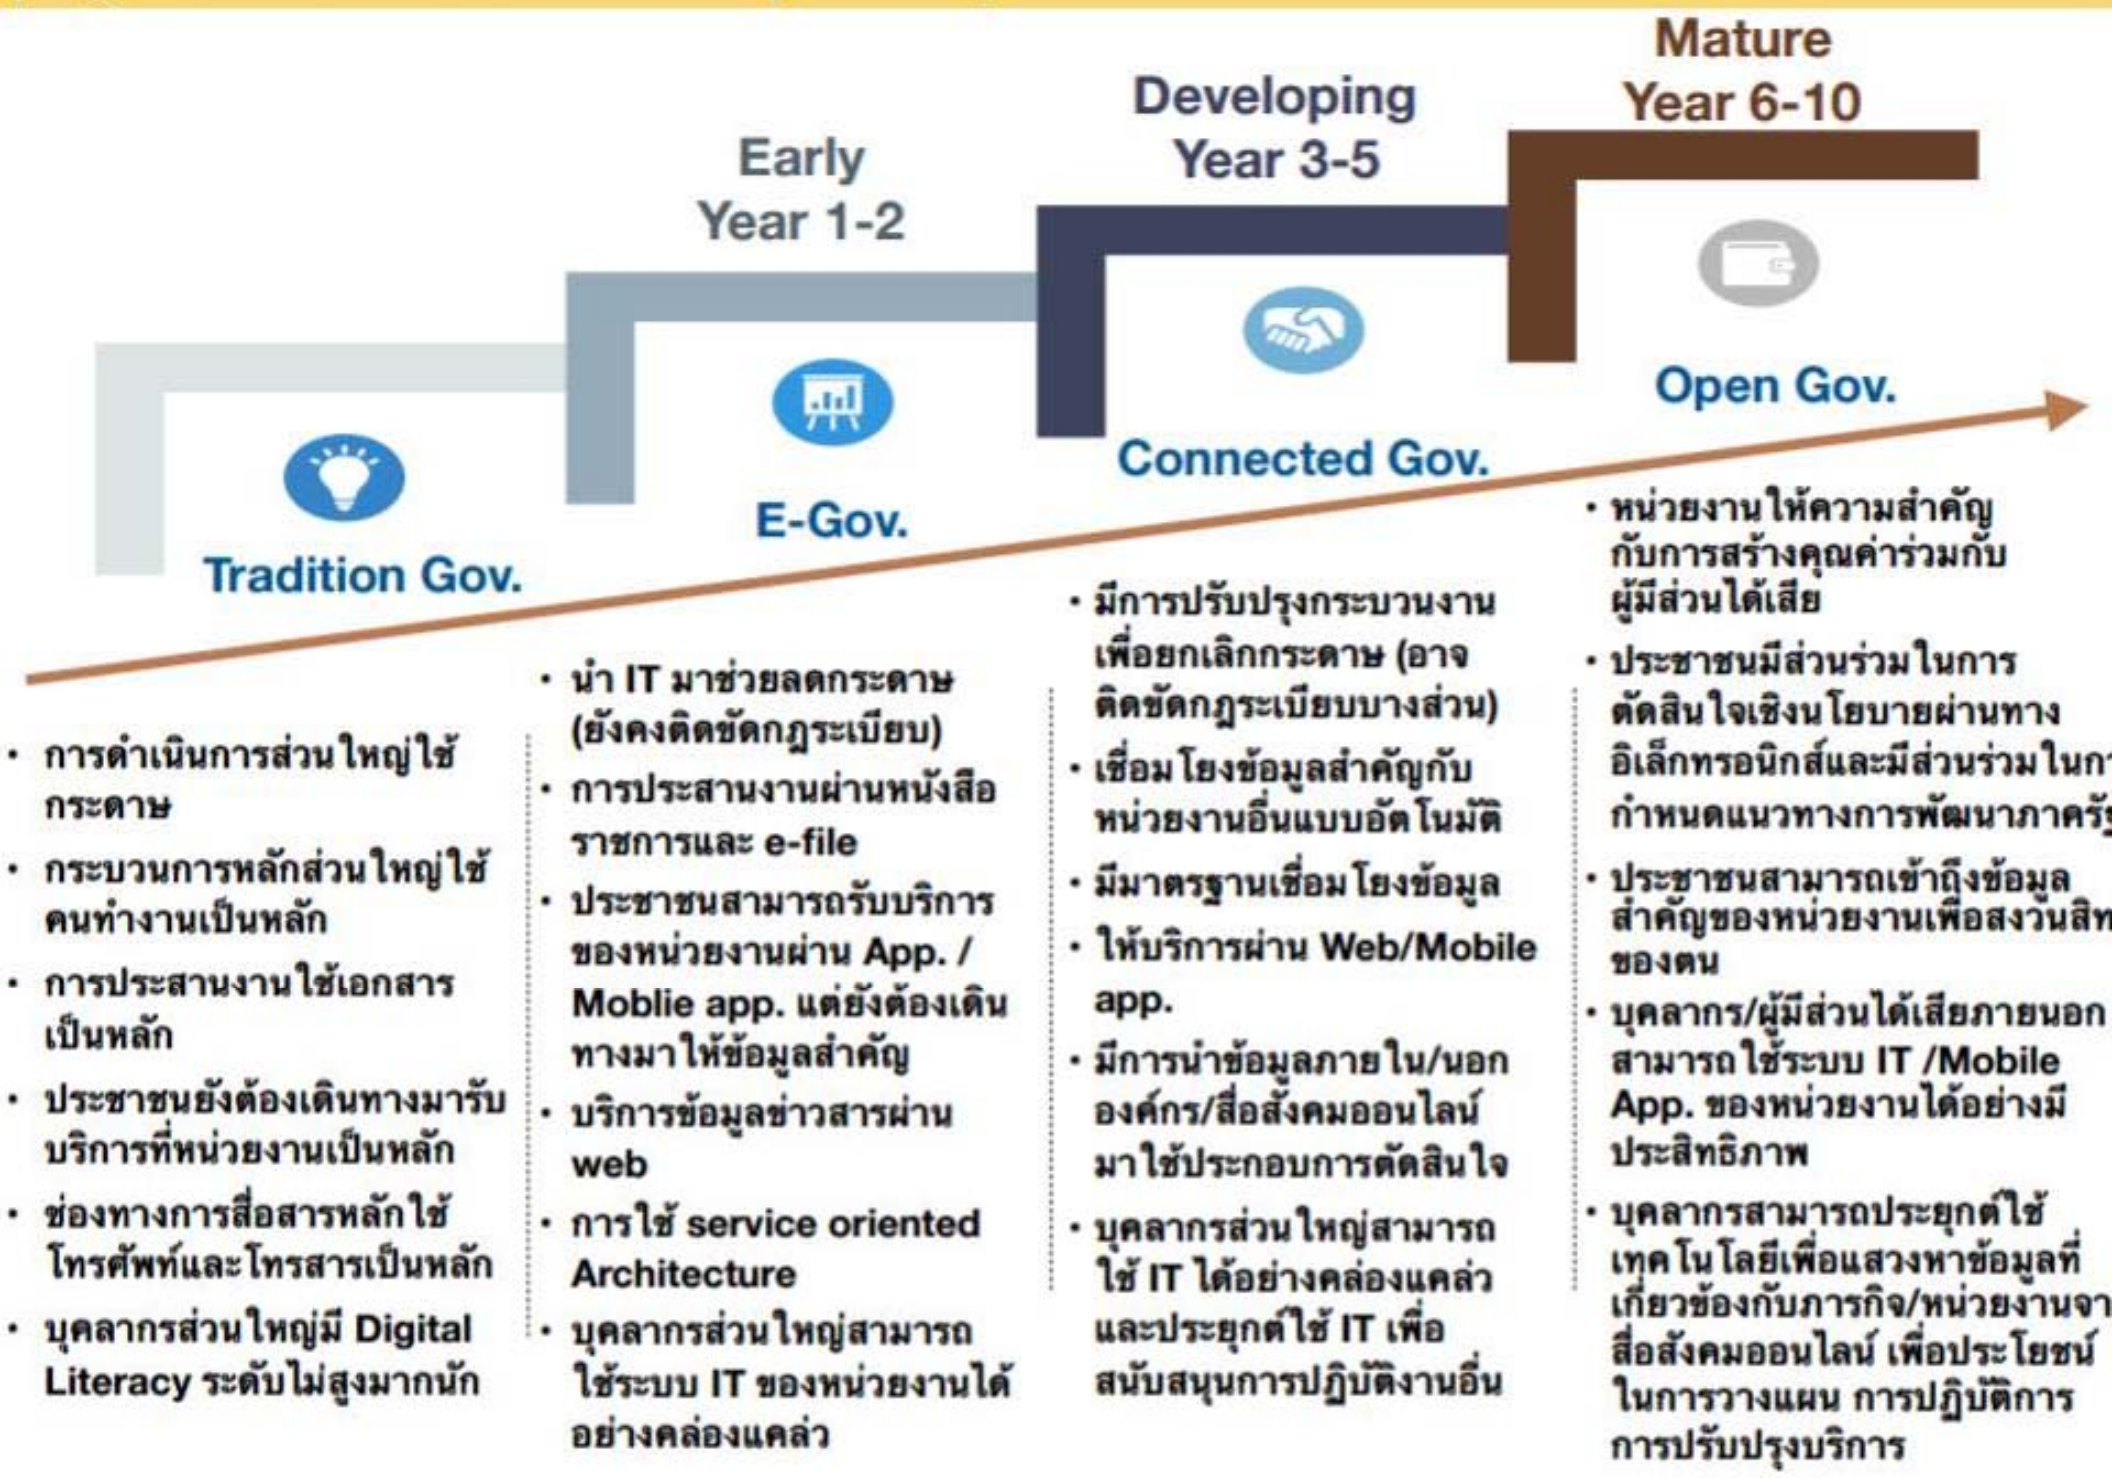 Mature
Year 6-10
Developing
Year 3-5
Early
Year 1-2
Tradition Gov.
E-Gov.
Connected Gov.
Open Gov.
• การดำเนินการส่วนใหญ่ใช้
กระดาษ
• กระบวนการหลักส่วนใหญ่ใช้
คนทำงานเป็นหลัก
• การประสานงานใช้เอกสาร
เป็นหลัก
• ประชาชนยังต้องเดินทางมารับ
บริการที่หน่วยงานเป็นหลัก
• ช่องทางการสื่อสารหลักใช้
โทรศัพท์และโทรสารเป็นหลัก
• บุคลากรส่วนใหญ่มี Digital
Literacy ระดับไม่สูงมากนัก
• นำ IT มาช่วยลดกระดาษ
(ยังคงติดขัดกฎระเบียบ)
• การประสานงานผ่านหนังสือ
ราชการและ e-file
• ประชาชนสามารถรับบริการ
ของหน่วยงานผ่าน App. /
Moblie app. แต่ยังต้องเดิน
ทางมาให้ข้อมูลสำคัญ
• บริการข้อมูลข่าวสารผ่าน
web
• การใช้ service oriented
Architecture
• บุคลากรส่วนใหญ่สามารถ
ใช้ระบบ IT ของหน่วยงานได้
อย่างคล่องแคล่ว
• มีการปรับปรุงกระบวนงาน
เพื่อยกเลิกกระดาษ (อาจ
ติดขัดกฎระเบียบบางส่วน)
• เชื่อมโยงข้อมูลสำคัญกับ
หน่วยงานอื่นแบบอัตโนมัติ
• มีมาตรฐานเชื่อมโยงข้อมูล
• ให้บริการผ่าน Web/Mobile
app.
• มีการนำข้อมูลภายใน/นอก
องค์กร/สื่อสังคมออนไลน์
มาใช้ประกอบการตัดสินใจ
• บุคลากรส่วนใหญ่สามารถ
ใช้ IT ได้อย่างคล่องแคล่ว
และประยุกต์ใช้ IT เพื่อ
สนับสนุนการปฏิบัติงานอื่น
• หน่วยงานให้ความสำคัญ
กับการสร้างคุณค่าร่วมกับ
ผู้มีส่วนได้เสีย
• ประชาชนมีส่วนร่วมในการ
ตัดสินใจเชิงนโยบายผ่านทาง
อิเล็กทรอนิกส์และมีส่วนร่วมในกา
กำหนดแนวทางการพัฒนาภาครัฐ
• ประชาชนสามารถเข้าถึงข้อมูล
สำคัญของหน่วยงานเพื่อสงวนสิท
ของตน
• บุคลากร/ผู้มีส่วนได้เสียภายนอก
สามารถใช้ระบบ IT /Mobile
App. ของหน่วยงานได้อย่างมี
ประสิทธิภาพ
• บุคลากรสามารถประยุกต์ใช้
เทคโนโลยีเพื่อแสวงหาข้อมูลที่
เกี่ยวข้องกับภารกิจ/หน่วยงานจา
สื่อสังคมออนไลน์ เพื่อประโยชน์
ในการวางแผน การปฏิบัติการ
การปรับปรุงบริการ